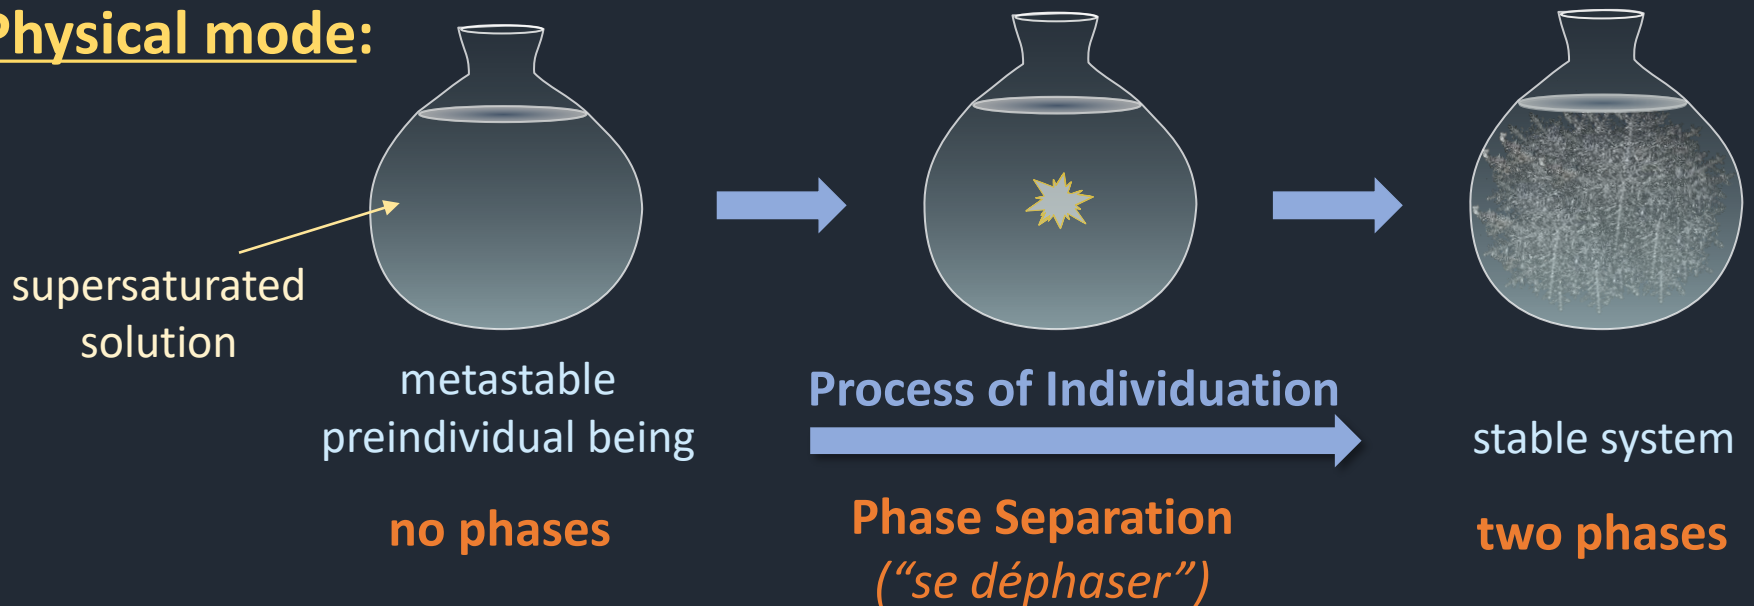 Physical mode:
supersaturated
solution
metastable
preindividual being
no phases
Process of Individuation
Phase Separation
(“se déphaser”)
stable system
two phases